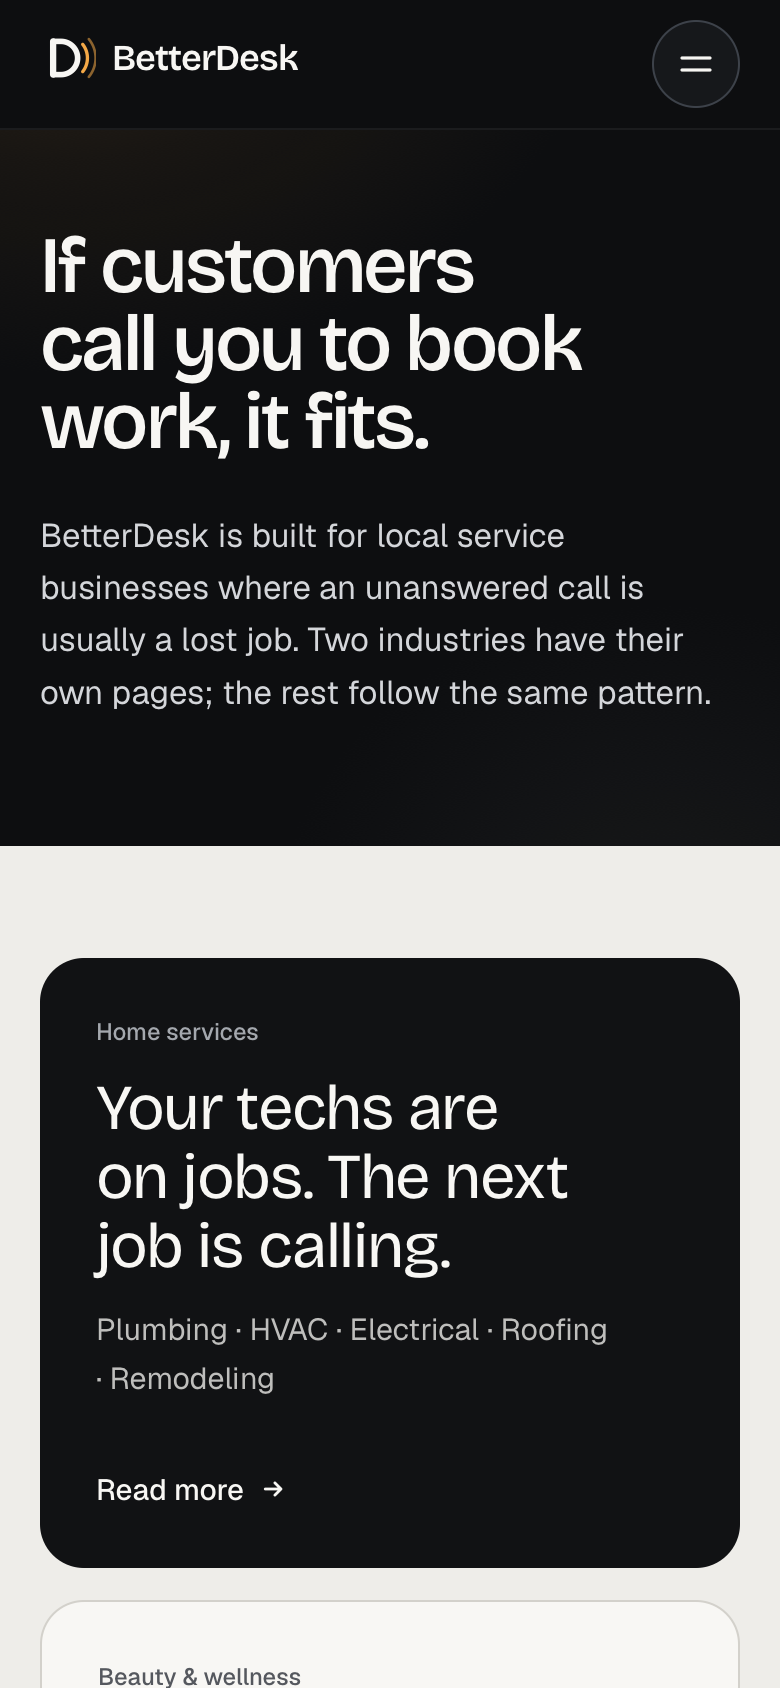 BetterDesk
If customers
call you to book
work, it fits.
BetterDesk is built for local service
businesses where an unanswered call is
usually a lost job. Two industries have their
own pages; the rest follow the same pattern.
Home services
Your techs are
on jobs. The next
job is calling.
Plumbing · HVAC · Electrical · Roofing
· Remodeling
Read more →
Beauty & wellness